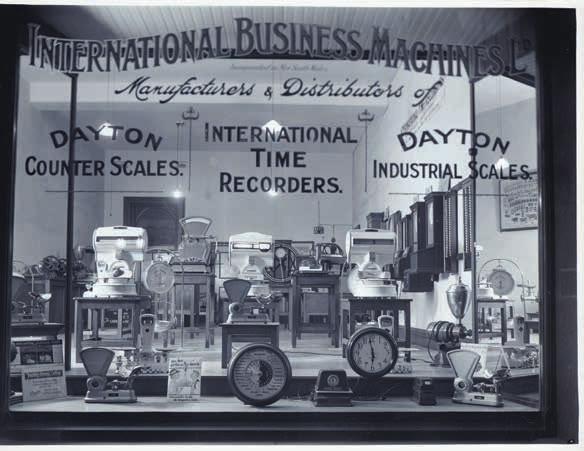 INTERNATIONAL BUSINESS MACHINES, LD
Incorporated in New South Wales
Manufacturers & Distributors of
DAYTON
COUNTER SCALES.
INTERNATIONAL
TIME
RECORDERS.
DAYTON
INDUSTRIAL SCALES.